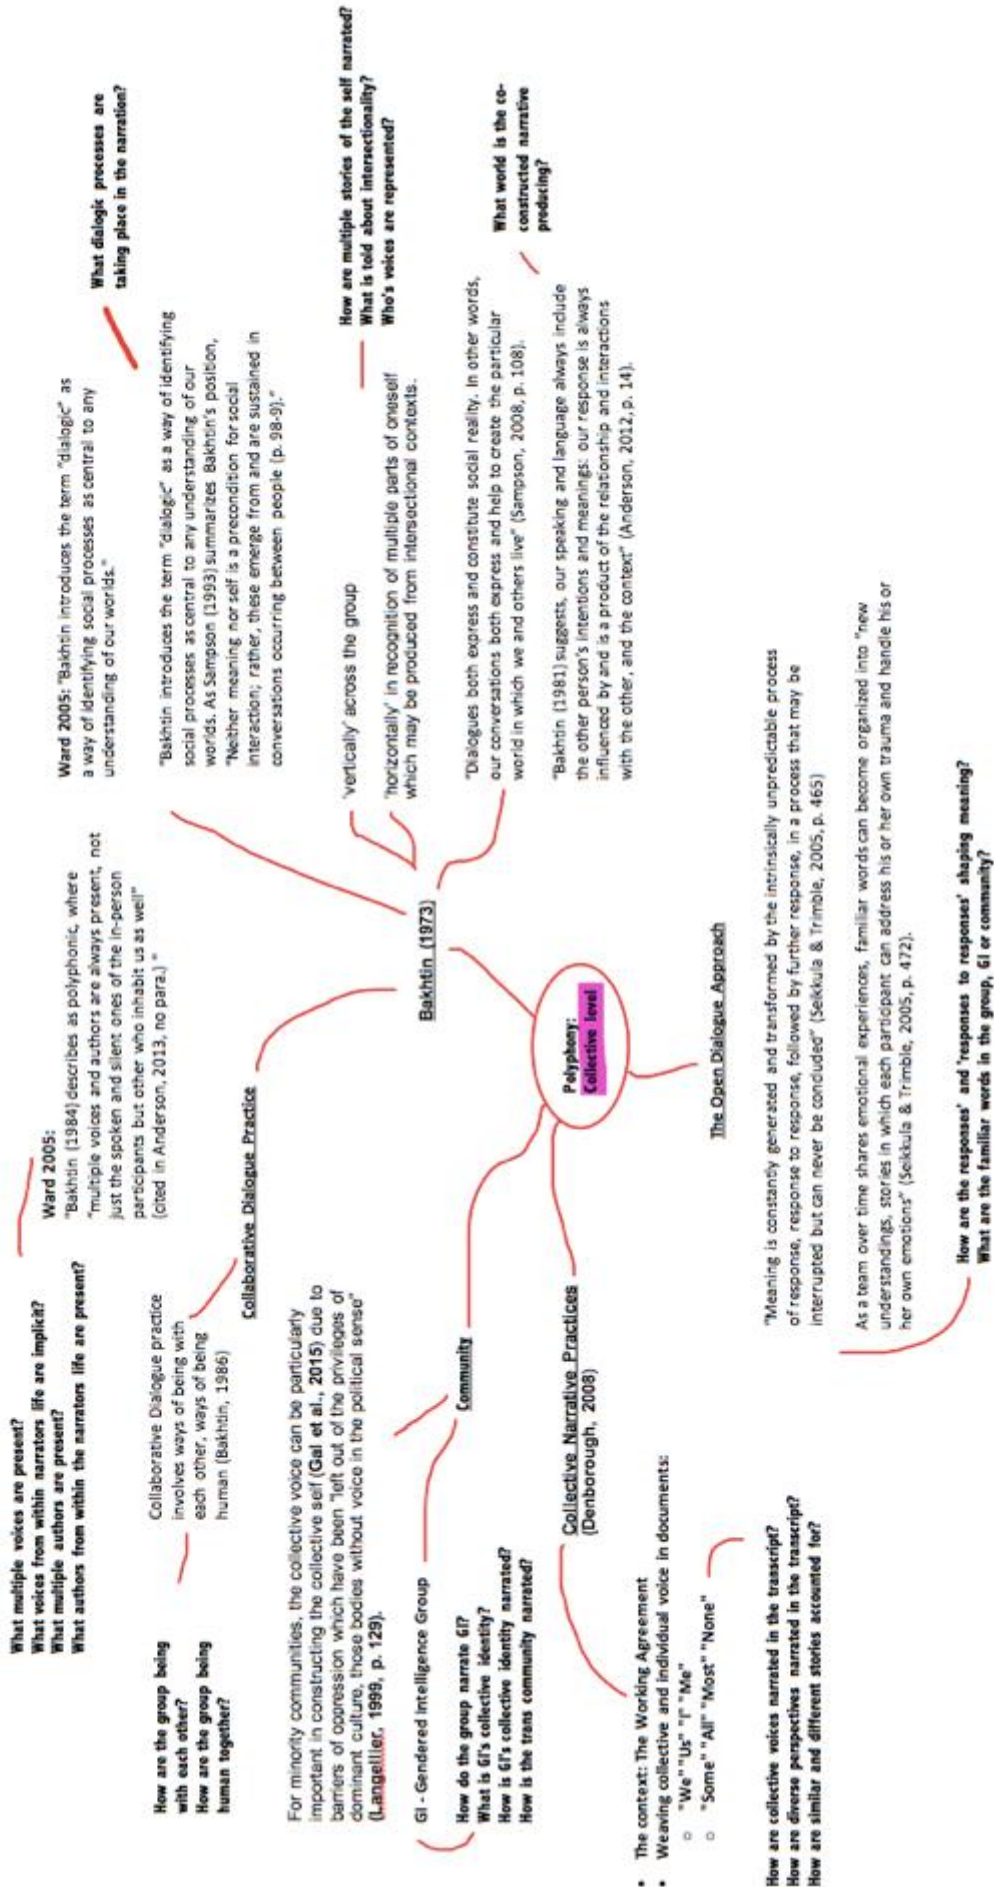 What multiple voices are present?
What voices from within narrators life are implicit?
What multiple authors are present?
What authors from within the narrators life are present?
Ward 2005:
"Bakhtin (1984) describes as polyphonic, where
"multiple voices and authors are always present, not
just the spoken and silent ones of the in-person
participants but other who inhabit us as well"
(cited in Anderson, 2013, no para.) "
Ward 2005: "Bakhtin introduces the term "dialogic" as
a way of identifying social processes as central to any
understanding of our worlds."
What dialogic processes are
taking place in the narration?
How are the group being
with each other?
How are the group being
human together?
Collaborative Dialogue practice
involves ways of being with
each other, ways of being
human (Bakhtin, 1986)
Collaborative Dialogue Practice
"Bakhtin introduces the term "dialogic" as a way of identifying
social processes as central to any understanding of our
worlds. As Sampson (1993) summarizes Bakhtin's position,
"Neither meaning nor self is a precondition for social
interaction; rather, these emerge from and are sustained in
conversations occurring between people (p. 98-9)."
For minority communities, the collective voice can be particularly
important in constructing the collective self (Gal et al., 2015) due to
barriers of oppression which have been "left out of the privileges of
dominant culture, those bodies without voice in the political sense"
(Langellier, 1999, p. 129).
Bakhtin (1973)
'vertically' across the group
'horizontally' in recognition of multiple parts of oneself
which may be produced from intersectional contexts.
How are multiple stories of the self narrated?
What is told about intersectionality?
Who's voices are represented?
GI - Gendered Intelligence Group
How do the group narrate GI?
What is GI's collective identity?
How is GI's collective identity narrated?
How is the trans community narrated?
Community
Polyphony:
Collective level
"Dialogues both express and constitute social reality. In other words,
our conversations both express and help to create the particular
world in which we and others live" (Sampson, 2008, p. 108).
What world is the co-
constructed narrative
producing?
"Bakhtin (1981) suggests, our speaking and language always include
the other person's intentions and meanings: our response is always
influenced by and is a product of the relationship and interactions
with the other, and the context" (Anderson, 2012, p. 14).
Collective Narrative Practices
(Denborough, 2008)
• The context: The Working Agreement
• Weaving collective and individual voice in documents:
o "We" "Us" "I" "Me"
o "Some" "All" "Most" "None"
How are collective voices narrated in the transcript?
How are diverse perspectives narrated in the transcript?
How are similar and different stories accounted for?
The Open Dialogue Approach
"Meaning is constantly generated and transformed by the intrinsically unpredictable process
of response, response to response, followed by further response, in a process that may be
interrupted but can never be concluded" (Seikkula & Trimble, 2005, p. 465)
As a team over time shares emotional experiences, familiar words can become organized into "new
understandings, stories in which each participant can address his or her own trauma and handle his or
her own emotions" (Seikkula & Trimble, 2005, p. 472).
How are the responses' and 'responses to responses' shaping meaning?
What are the familiar words in the group, GI or community?